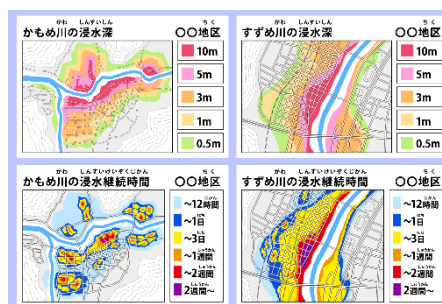 かもめ川の浸水深 〇〇地区
10m
5m
3m
1m
0.5m
すずめ川の浸水深 〇〇地区
10m
5m
3m
1m
0.5m
かもめ川の浸水継続時間 〇〇地区
~12時間
~1日
~3日
~1週間
~2週間
2週間~
すずめ川の浸水継続時間 〇〇地区
~12時間
~1日
~3日
~1週間
~2週間
2週間~